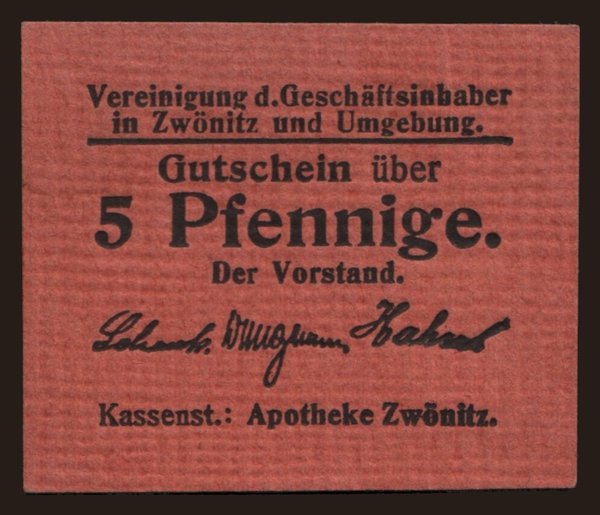 Vereinigung d. Geschäftsinhaber
in Zwönitz und Umgebung.
Gutschein über
5 Pfennige.
Der Vorstand.
Kassenst.: Apotheke Zwönitz.